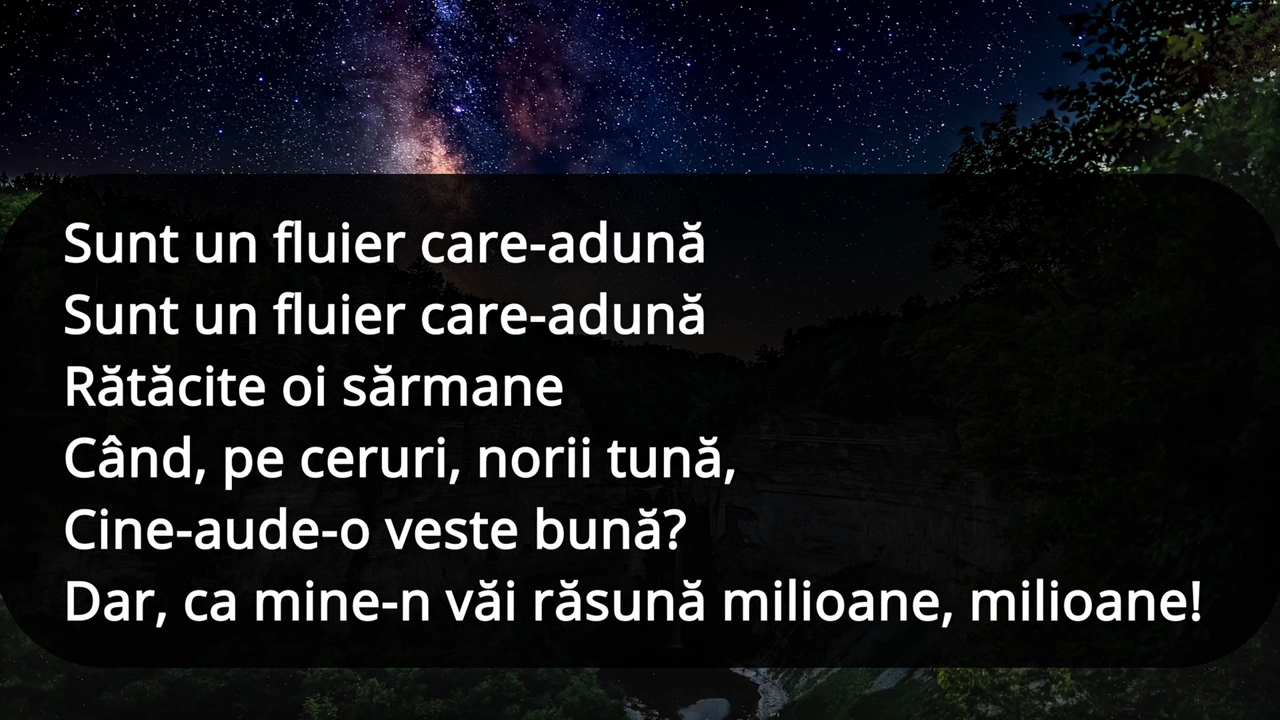 Sunt un fluier care-adună
Sunt un fluier care-adună
Rătăcite oi sărmane
Când, pe ceruri, norii tună,
Cine-aude-o veste bună?
Dar, ca mine-n văi răsună milioane, milioane!